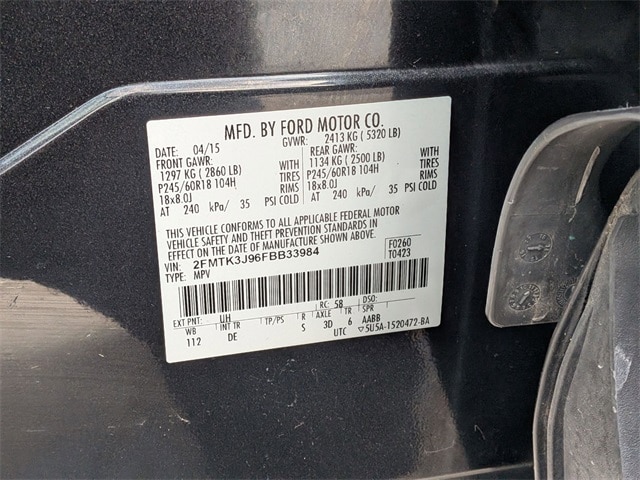 MFD. BY FORD MOTOR CO.
DATE: 04/15 GVWR: 2413 KG ( 5320 LB)
FRONT GAWR: REAR GAWR:
1297 KG ( 2860 LB) WITH 1134 KG ( 2500 LB) WITH
P245/60R18 104H TIRES P245/60R18 104H TIRES
18x8.0J RIMS 18x8.0J RIMS
AT 240 kPa/ 35 PSI COLD AT 240 kPa/ 35 PSI COLD
THIS VEHICLE CONFORMS TO ALL APPLICABLE FEDERAL MOTOR
VEHICLE SAFETY AND THEFT PREVENTION STANDARDS IN
EFFECT ON THE DATE OF MANUFACTURE SHOWN ABOVE.
VIN: 2FMTK3J96FBB33984 F0260
TYPE: MPV T0423
EXT PNT: UH RC: 58 DSO:
WB INT TR TP/PS R AXLE TR SPR
112 DE S 3D 6 AABB
UTC ▽5U5A-1520472-BA